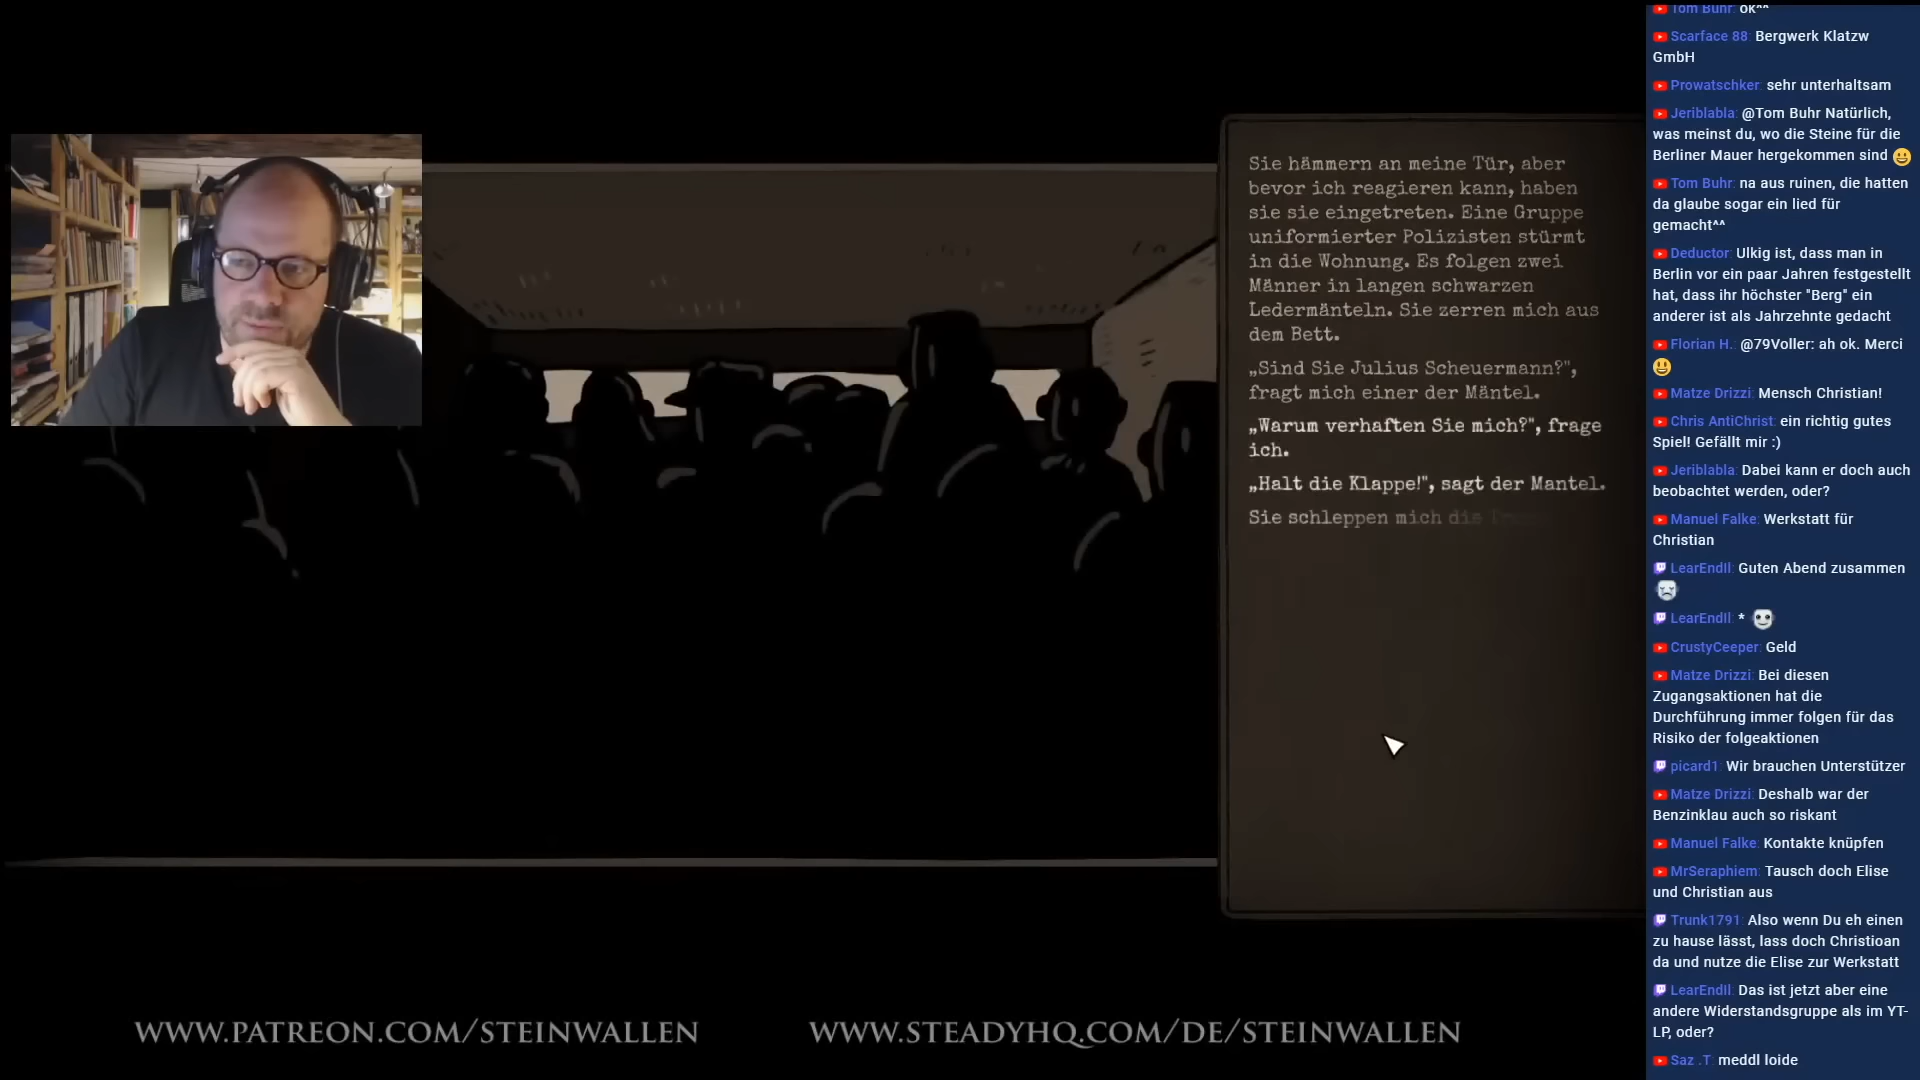 Sie hämmern an meine Tür, aber
bevor ich reagieren kann, haben
sie sie eingetreten. Eine Gruppe
uniformierter Polizisten stürmt
in die Wohnung. Es folgen zwei
Männer in langen schwarzen
Ledermänteln. Sie zerren mich aus
dem Bett.
„Sind Sie Julius Scheuermann?",
fragt mich einer der Mäntel.
„Warum verhaften Sie mich?", frage
ich.
„Halt die Klappe!", sagt der Mantel.
Sie schleppen mich die
WWW.PATREON.COM/STEINWALLEN
WWW.STEADYHQ.COM/DE/STEINWALLEN
Tom Buhr: ok^^
Scarface 88: Bergwerk Klatzw
GmbH
Prowatschker: sehr unterhaltsam
Jeriblabla: @Tom Buhr Natürlich,
was meinst du, wo die Steine für die
Berliner Mauer hergekommen sind
Tom Buhr: na aus ruinen, die hatten
da glaube sogar ein lied für
gemacht^^
Deductor: Ulkig ist, dass man in
Berlin vor ein paar Jahren festgestellt
hat, dass ihr höchster "Berg" ein
anderer ist als Jahrzehnte gedacht
Florian H.: @79Voller: ah ok. Merci
Matze Drizzi: Mensch Christian!
Chris AntiChrist: ein richtig gutes
Spiel! Gefällt mir :)
Jeriblabla: Dabei kann er doch auch
beobachtet werden, oder?
Manuel Falke: Werkstatt für
Christian
LearEndIl: Guten Abend zusammen
LearEndIl: *
CrustyCeeper: Geld
Matze Drizzi: Bei diesen
Zugangsaktionen hat die
Durchführung immer folgen für das
Risiko der folgeaktionen
picard1: Wir brauchen Unterstützer
Matze Drizzi: Deshalb war der
Benzinklau auch so riskant
Manuel Falke: Kontakte knüpfen
MrSeraphiem: Tausch doch Elise
und Christian aus
Trunk1791: Also wenn Du eh einen
zu hause lässt, lass doch Christioan
da und nutze die Elise zur Werkstatt
LearEndIl: Das ist jetzt aber eine
andere Widerstandsgruppe als im YT-
LP, oder?
Saz .T: meddl loide